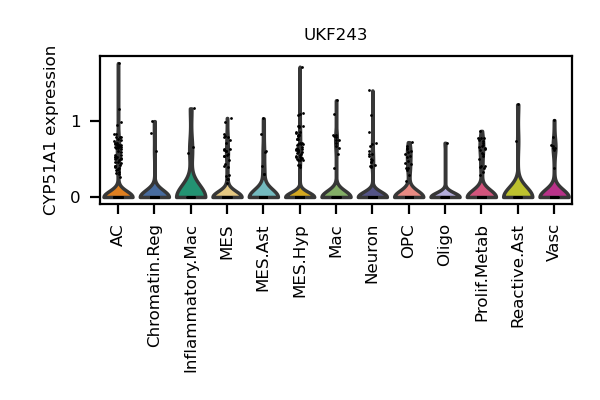 UKF243
CYP51A1 expression
1
0
AC
Chromatin.Reg
Inflammatory.Mac
MES
MES.Ast
MES.Hyp
Mac
Neuron
OPC
Oligo
Prolif.Metab
Reactive.Ast
Vasc